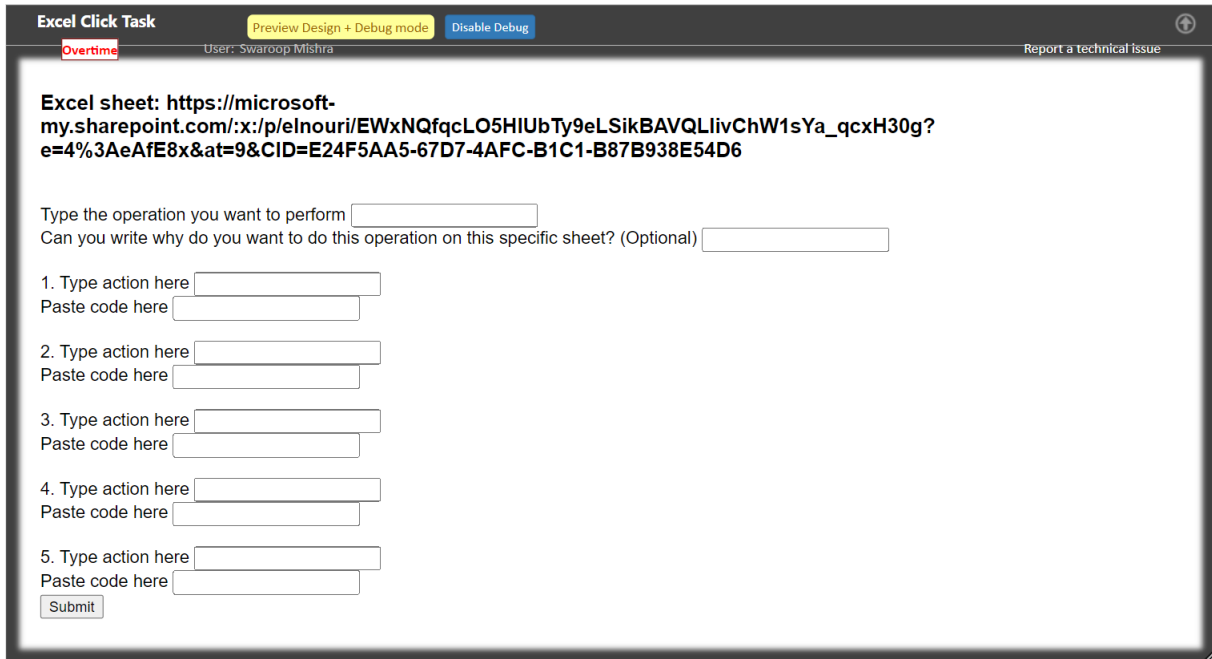 Excel Click Task
Preview Design + Debug mode
Disable Debug
Overtime
User: Swaroop Mishra
Report a technical issue
Excel sheet: https://microsoft-
my.sharepoint.com/:x:/p/elnouri/EWxNQfqcLO5HIUbTy9eLSikBAVQLIivChW1sYa_qcxH30g?
e=4%3AeAfE8x&at=9&CID=E24F5AA5-67D7-4AFC-B1C1-B87B938E54D6
Type the operation you want to perform
Can you write why do you want to do this operation on this specific sheet? (Optional)
1. Type action here
Paste code here
2. Type action here
Paste code here
3. Type action here
Paste code here
4. Type action here
Paste code here
5. Type action here
Paste code here
Submit